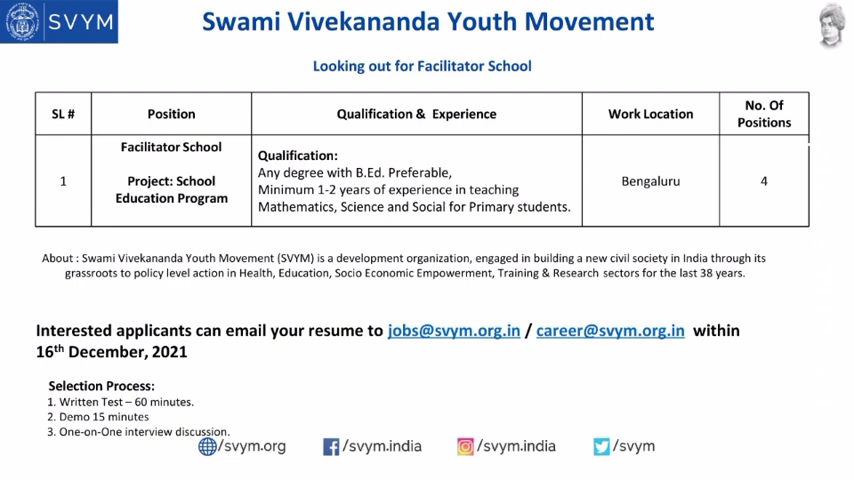 SVYM
Swami Vivekananda Youth Movement
Looking out for Facilitator School
SL #
Position
Qualification & Experience
Work Location
No. Of
Positions
1
Facilitator School
Project: School
Education Program
Qualification:
Any degree with B.Ed. Preferable,
Minimum 1-2 years of experience in teaching
Mathematics, Science and Social for Primary students.
Bengaluru
4
About : Swami Vivekananda Youth Movement (SVYM) is a development organization, engaged in building a new civil society in India through its
grassroots to policy level action in Health, Education, Socio Economic Empowerment, Training & Research sectors for the last 38 years.
Interested applicants can email your resume to jobs@svym.org.in / career@svym.org.in within
16th December, 2021
Selection Process:
1. Written Test – 60 minutes.
2. Demo 15 minutes
3. One-on-One interview discussion.
/svym.org /svym.india /svym.india /svym